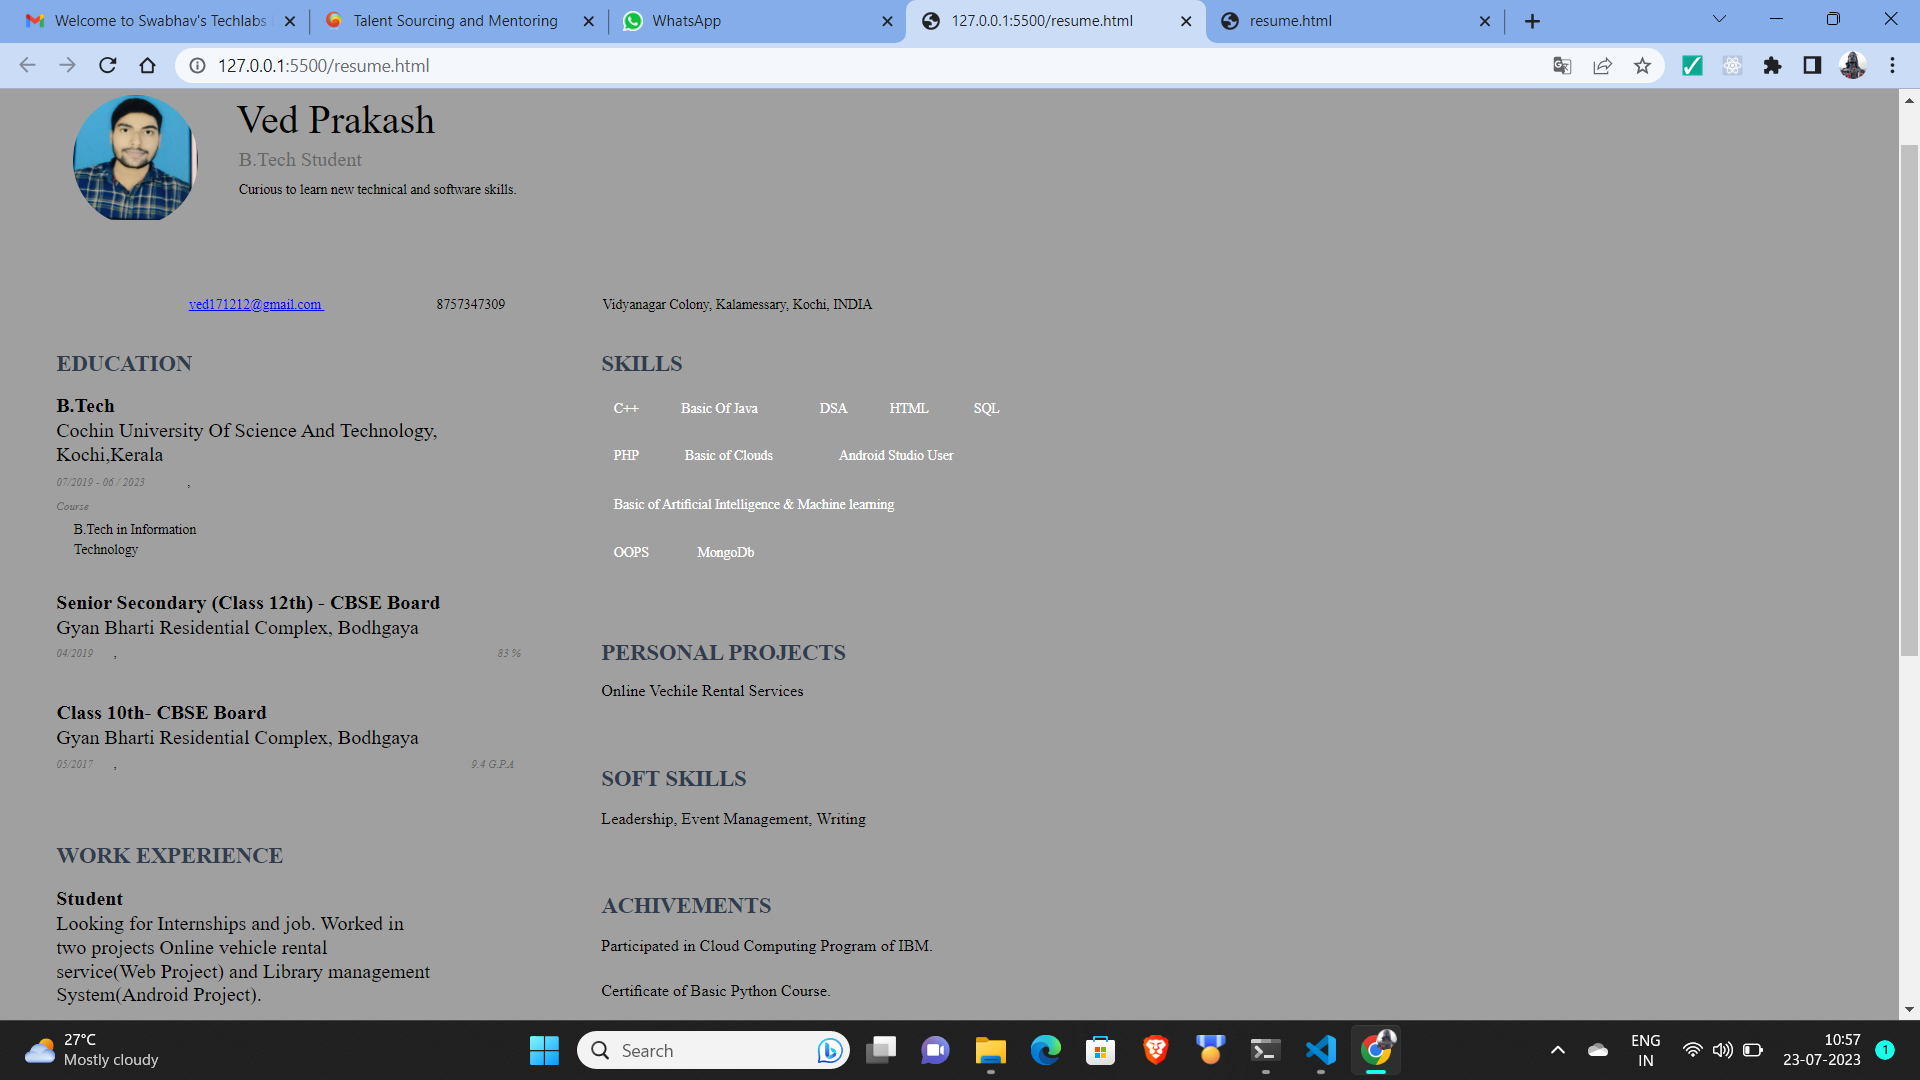 Welcome to Swabhav's Techlabs
Talent Sourcing and Mentoring
WhatsApp
127.0.0.1:5500/resume.html
resume.html
127.0.0.1:5500/resume.html
Ved Prakash
B.Tech Student
Curious to learn new technical and software skills.
ved171212@gmail.com
8757347309
Vidyanagar Colony, Kalamessary, Kochi, INDIA
EDUCATION
B.Tech
Cochin University Of Science And Technology,
Kochi,Kerala
07/2019 - 06 / 2023 ,
Course
B.Tech in Information
Technology
Senior Secondary (Class 12th) - CBSE Board
Gyan Bharti Residential Complex, Bodhgaya
04/2019 , 83 %
Class 10th- CBSE Board
Gyan Bharti Residential Complex, Bodhgaya
05/2017 , 9.4 G.P.A
WORK EXPERIENCE
Student
Looking for Internships and job. Worked in
two projects Online vehicle rental
service(Web Project) and Library management
System(Android Project).
SKILLS
C++ Basic Of Java DSA HTML SQL
PHP Basic of Clouds Android Studio User
Basic of Artificial Intelligence & Machine learning
OOPS MongoDb
PERSONAL PROJECTS
Online Vechile Rental Services
SOFT SKILLS
Leadership, Event Management, Writing
ACHIVEMENTS
Participated in Cloud Computing Program of IBM.
Certificate of Basic Python Course.
27°C
Mostly cloudy
Search
ENG
IN
10:57
23-07-2023
1